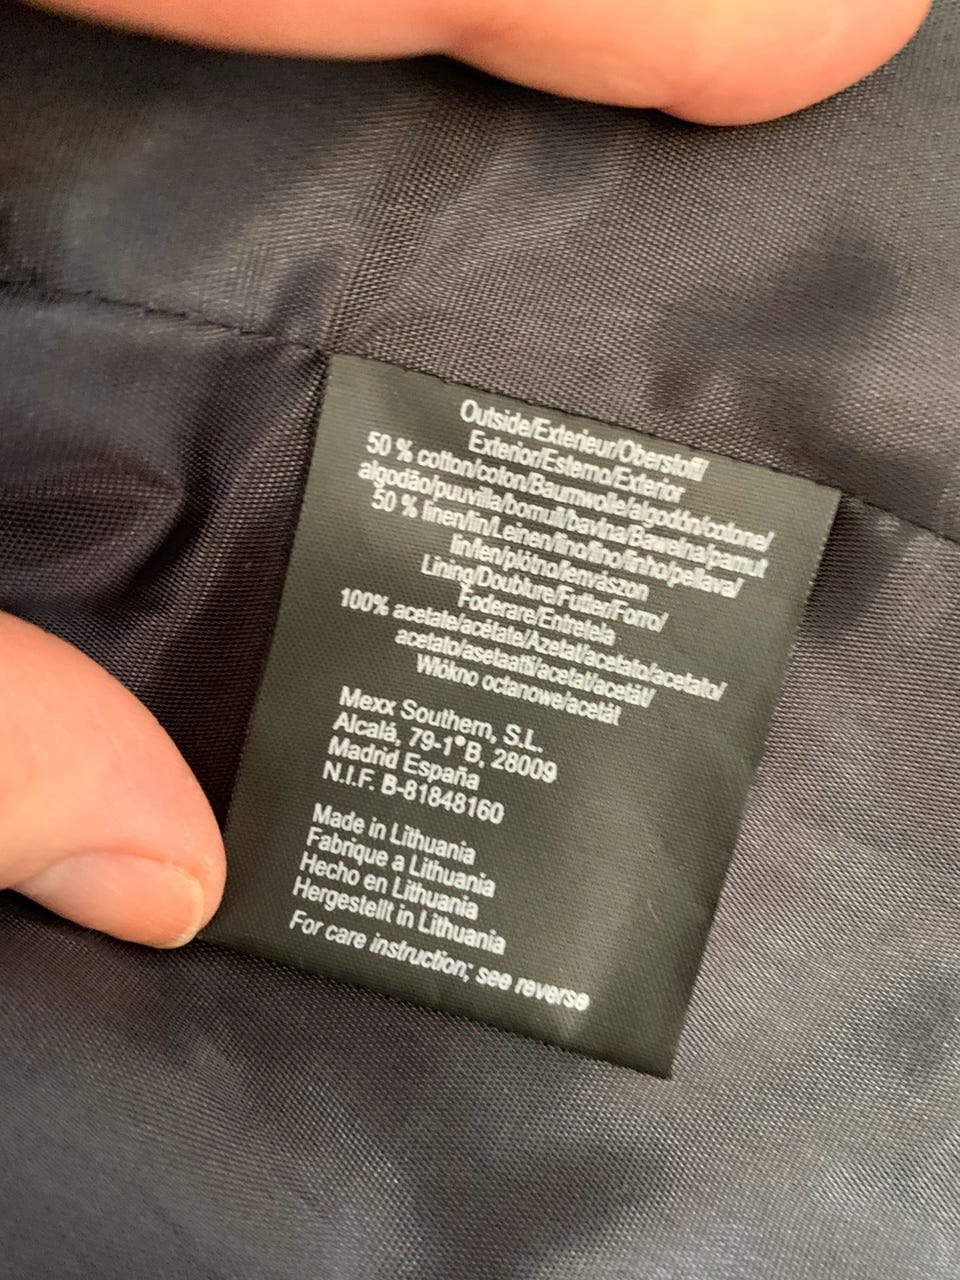 Outside/Exterieur/Oberstoff/
Exterior/Esterno/Exterior
50 % cotton/coton/Baumwolle/algodón/cotone/
algodão/puuvilla/bomull/bavlna/Bawełna/pamut
50 % linen/lin/Leinen/lino/lino/linho/pellava/
lin/len/płótno/lenvászon
Lining/Doublure/Futter/Forro/
Foderare/Entretela
100% acetate/acétate/Azetat/acetato/acetato/
acetato/asetaatti/acetat/acetát/
Włókno octanowe/acetát
Mexx Southern, S.L.
Alcalá, 79-1°B, 28009
Madrid España
N.I.F. B-81848160
Made in Lithuania
Fabrique a Lithuania
Hecho en Lithuania
Hergestellt in Lithuania
For care instruction; see reverse